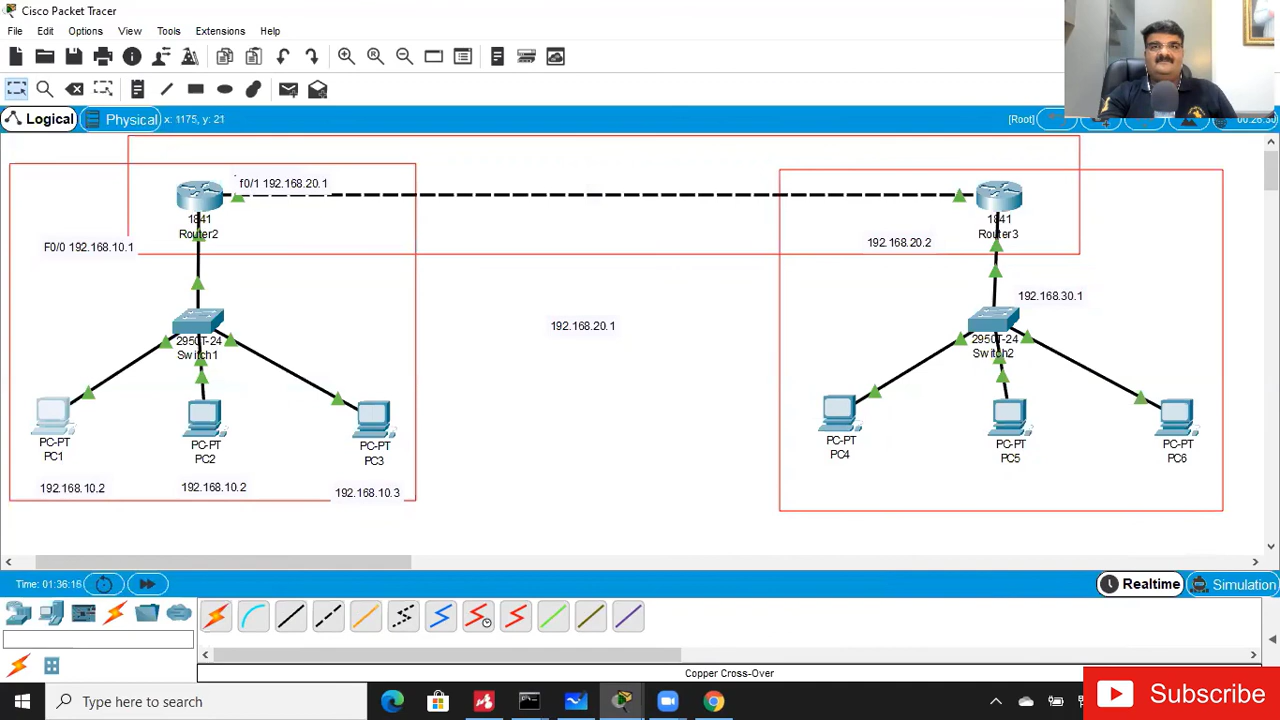 Cisco Packet Tracer
File Edit Options View Tools Extensions Help
Logical Physical x: 1175, y: 21 [Root]
f0/1 192.168.20.1
1841
Router2
F0/0 192.168.10.1
1841
Router3
192.168.20.2
192.168.30.1
192.168.20.1
2950T-24
Switch1
2950T-24
Switch2
PC-PT
PC1
PC-PT
PC2
PC-PT
PC3
PC-PT
PC4
PC-PT
PC5
PC-PT
PC6
192.168.10.2
192.168.10.2
192.168.10.3
Time: 01:36:16
Realtime Simulation
Copper Cross-Over
Type here to search
Subscribe